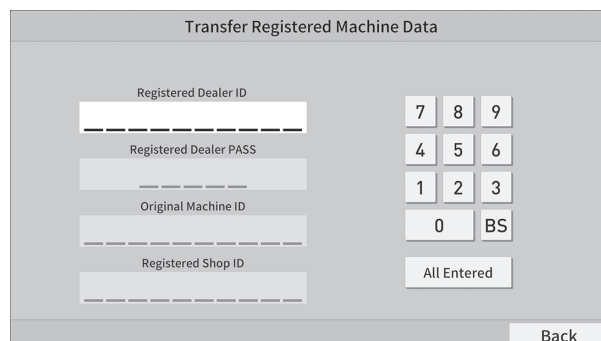 Transfer Registered Machine Data
Registered Dealer ID
Registered Dealer PASS
Original Machine ID
Registered Shop ID
7 8 9
4 5 6
1 2 3
0 BS
All Entered
Back